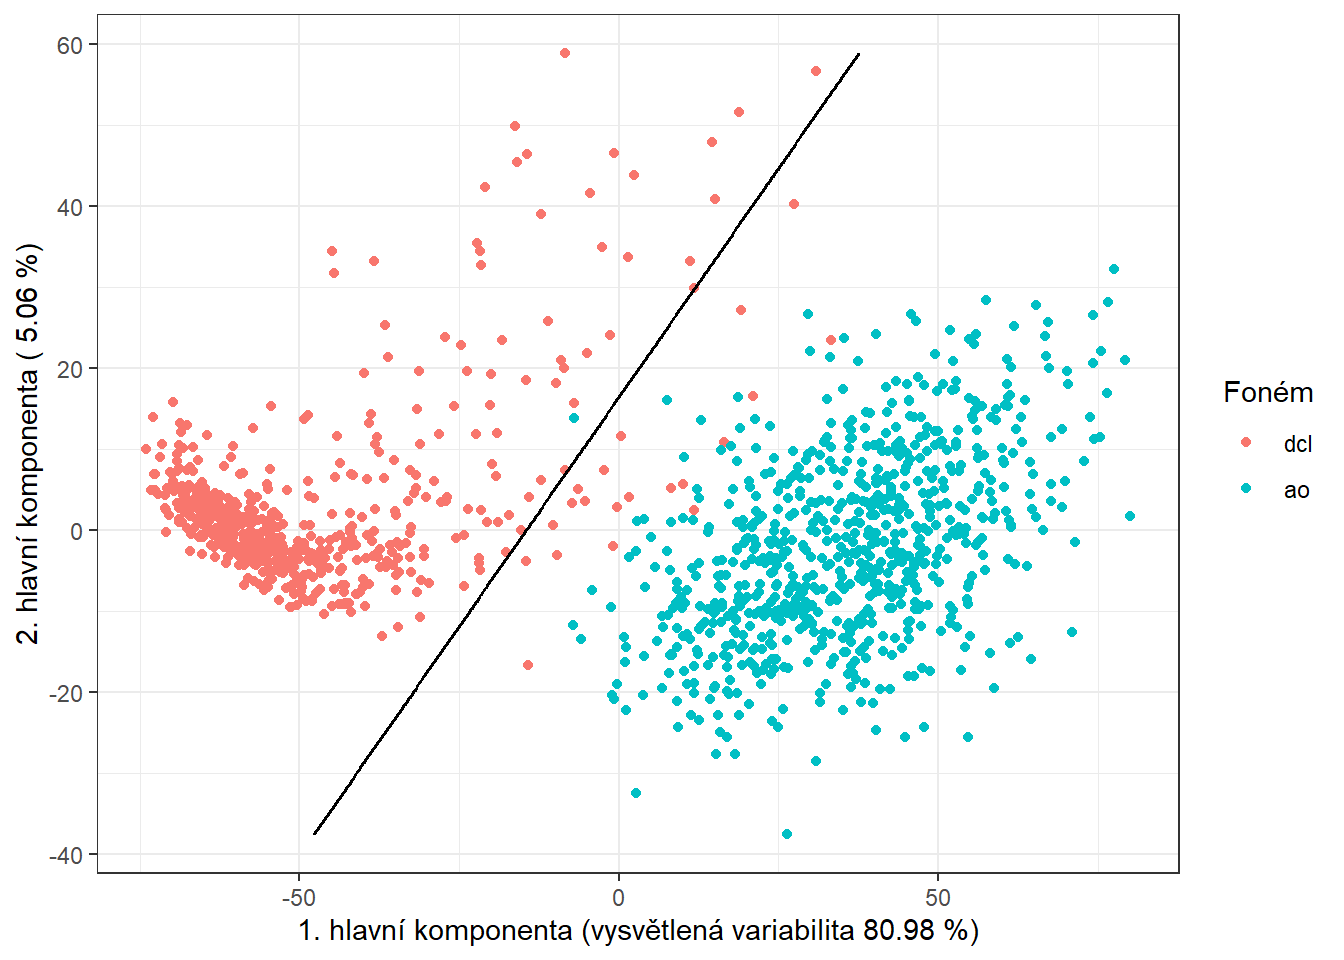 60
40
20
0
-20
-40
2. hlavní komponenta ( 5.06 %)
-50
0
50
1. hlavní komponenta (vysvětlená variabilita 80.98 %)
Foném
dcl
ao